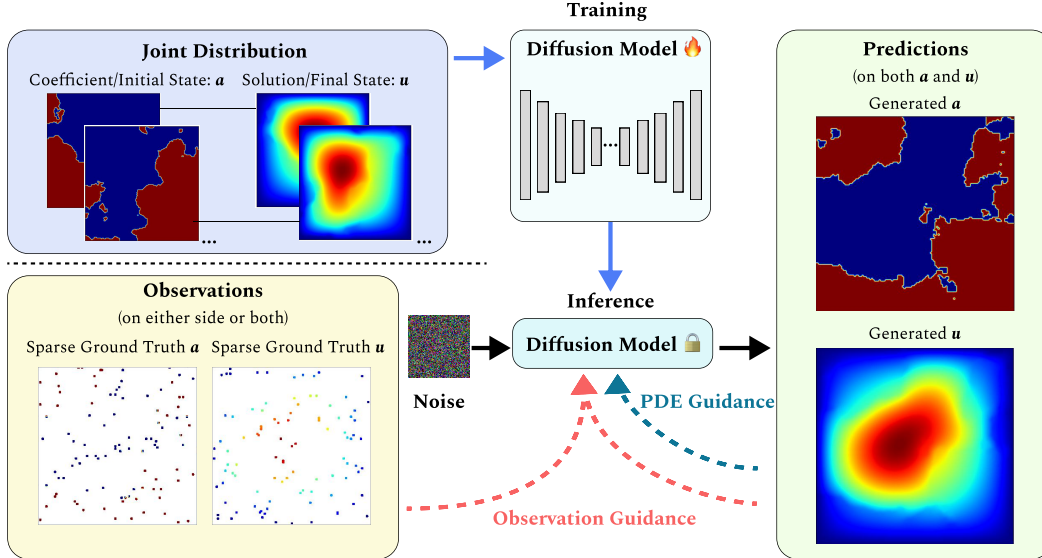 Training
Joint Distribution
Coefficient/Initial State: a
Solution/Final State: u
...
...
Diffusion Model
...
Predictions
(on both a and u)
Generated a
Generated u
Observations
(on either side or both)
Sparse Ground Truth a
Sparse Ground Truth u
Noise
Inference
Diffusion Model
PDE Guidance
Observation Guidance